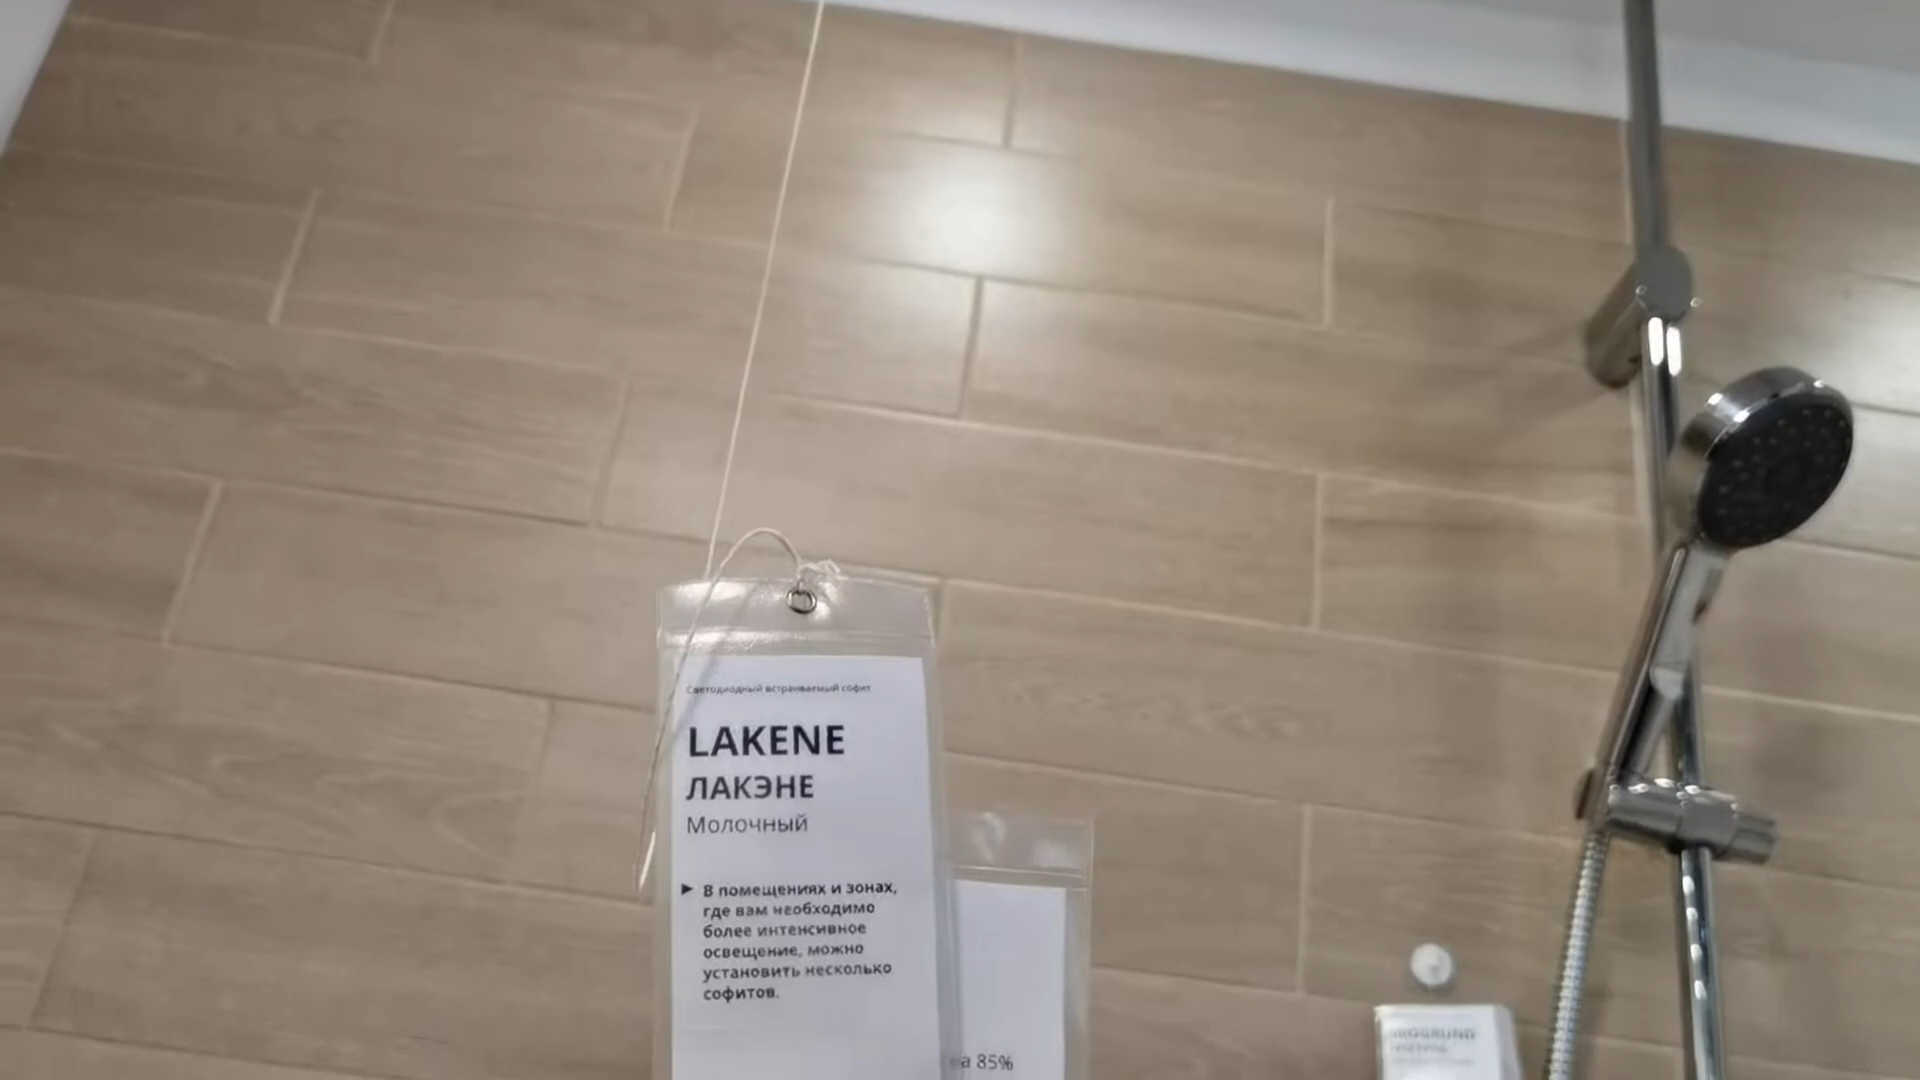 Светодиодный встраиваемый софит
LAKENE
ЛАКЭНЕ
Молочный
► В помещениях и зонах,
где вам необходимо
более интенсивное
освещение, можно
установить несколько
софитов.
а 85%
BROGRUND